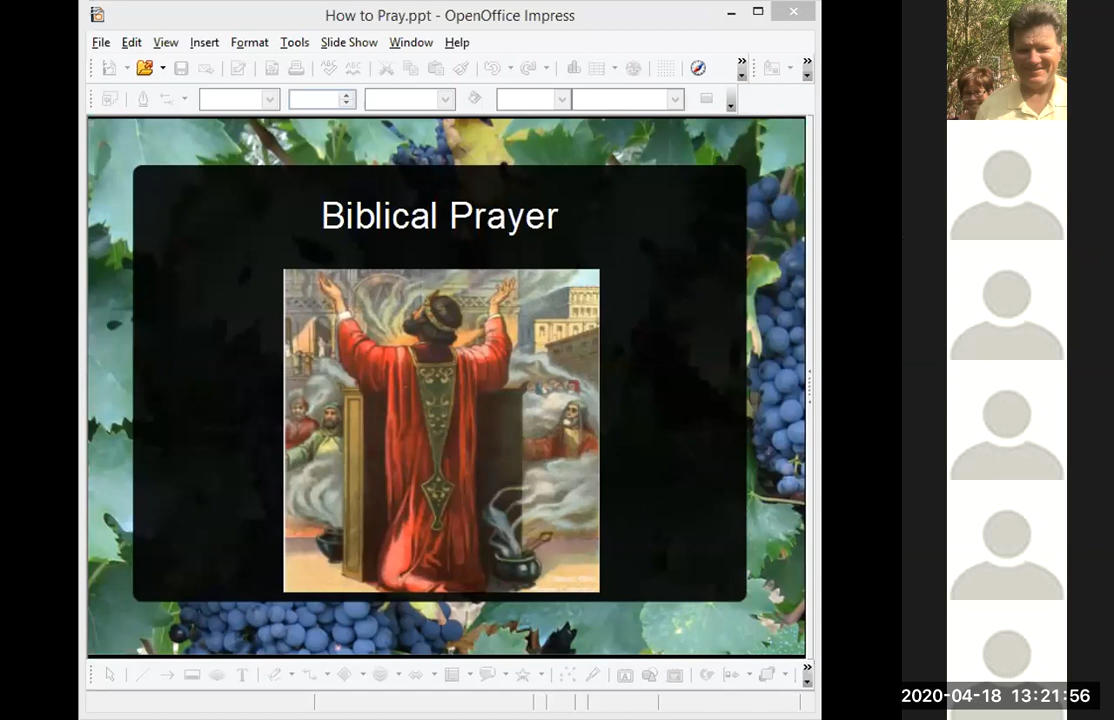 How to Pray.ppt - OpenOffice Impress
File Edit View Insert Format Tools Slide Show Window Help
Biblical Prayer
2020-04-18 13:21:56